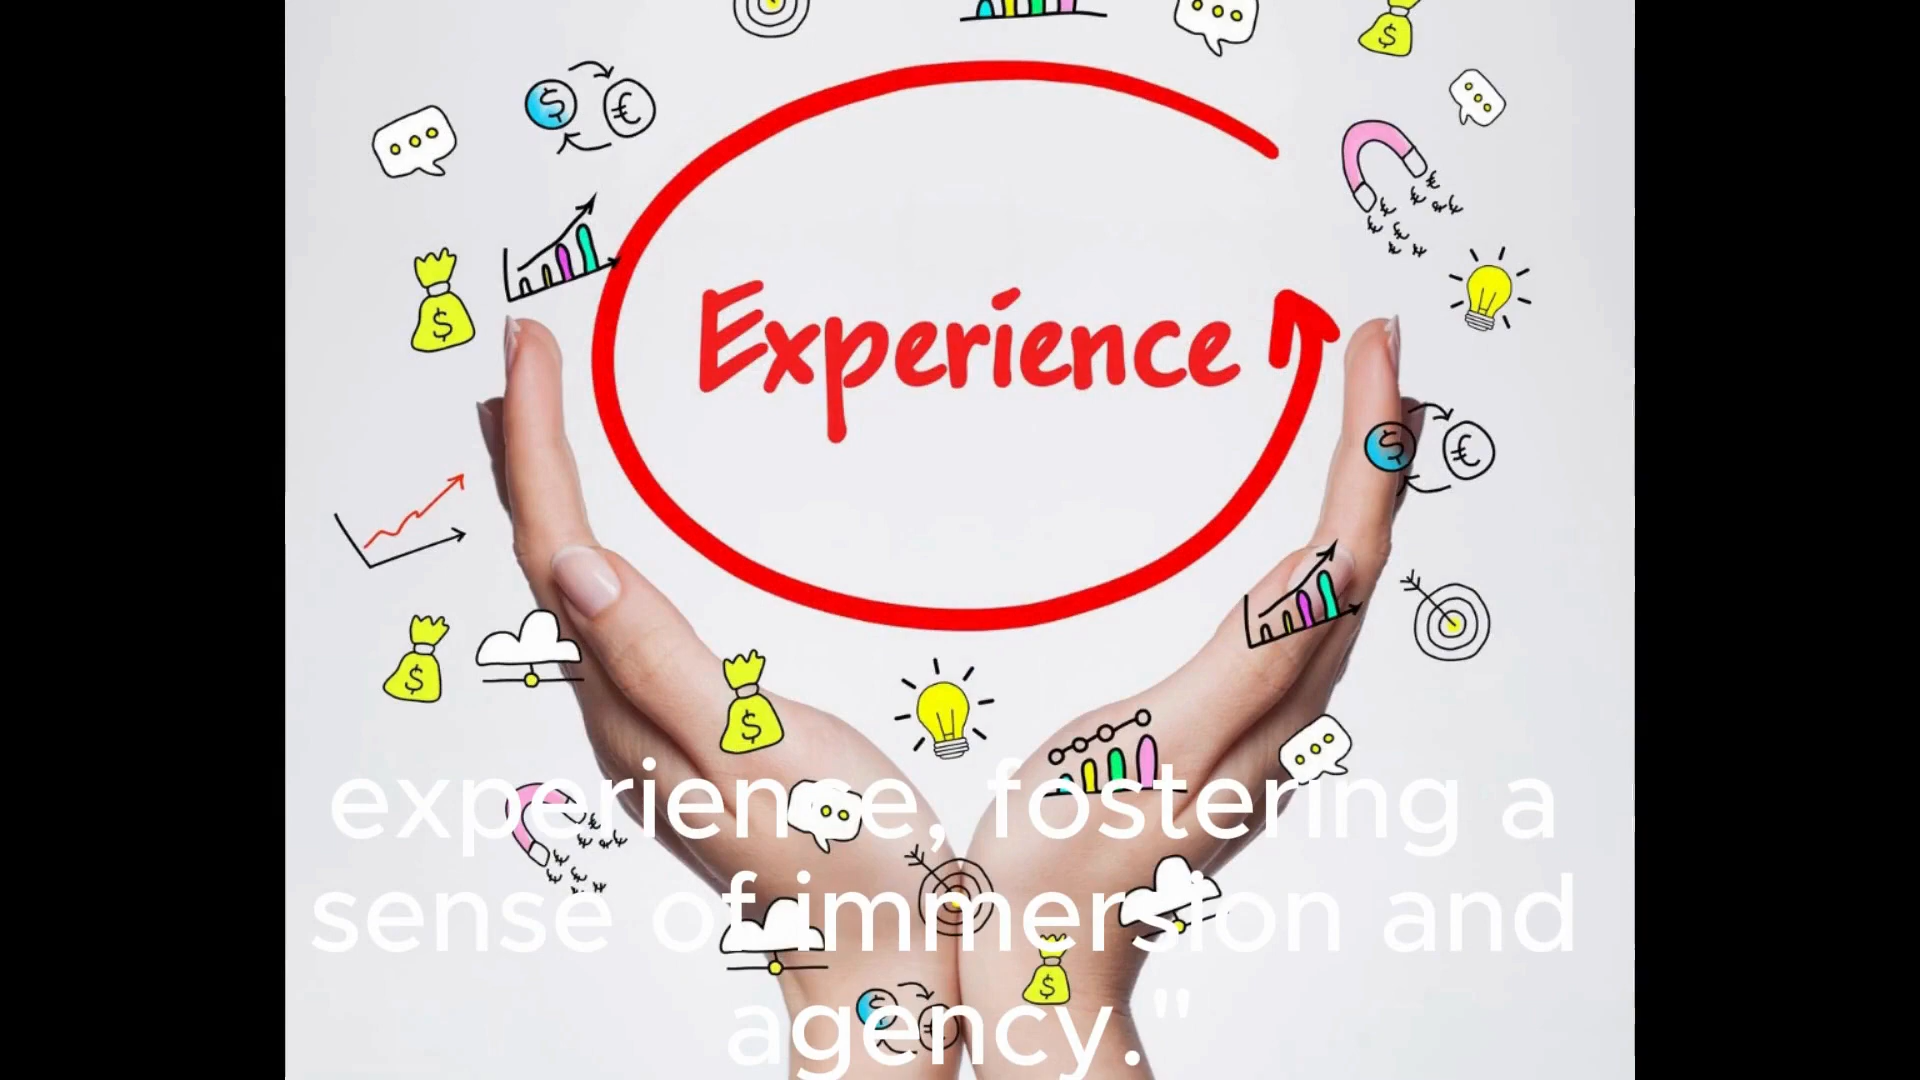 Experience
experience, fostering a
sense of immersion and
agency."